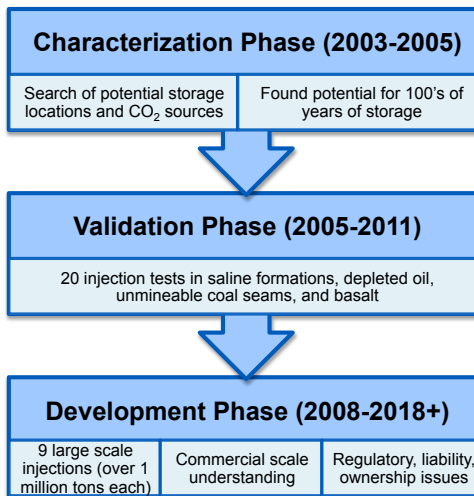 Characterization Phase (2003-2005)
Search of potential storage
locations and CO₂ sources
Found potential for 100's of
years of storage
Validation Phase (2005-2011)
20 injection tests in saline formations, depleted oil,
unmineable coal seams, and basalt
Development Phase (2008-2018+)
9 large scale
injections (over 1
million tons each)
Commercial scale
understanding
Regulatory, liability,
ownership issues